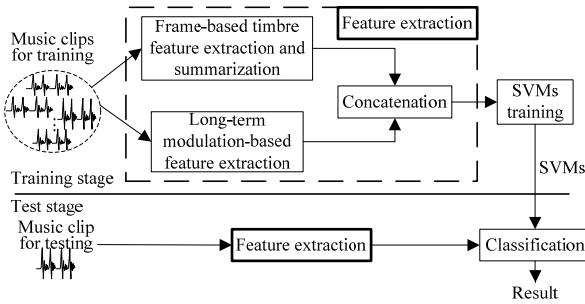 Feature extraction
Music clips
for training
Frame-based timbre
feature extraction and
summarization
Concatenation
SVMs
training
Long-term
modulation-based
feature extraction
Training stage
SVMs
Test stage
Music clip
for testing
Feature extraction
Classification
Result